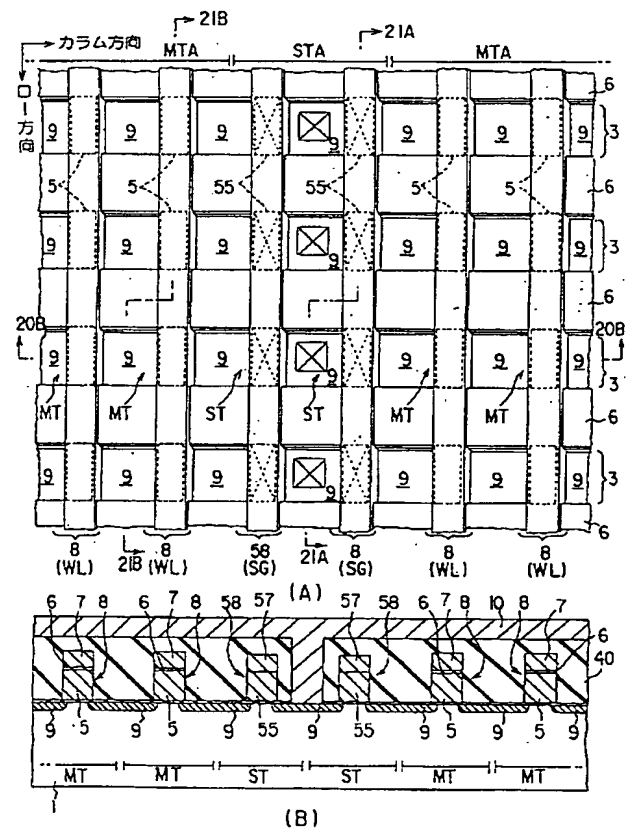 21B 21A
カラム方向 MTA STA MTA
ロー方向
6
9 9 9 9 9 9 9 3
5 5 55 55 5 5 6
9 9 9 9 9 9 9 3
6
20B 20B
9 9 9 9 9 9 9 3
MT MT ST ST MT MT 6
9 9 9 9 9 9 9 3
6
8 8 58 8 8 8
(WL) 21B (WL) (SG) 21A (SG) (WL) (WL)
(A)
6 7 8 6 7 8 58 57 57 58 6 7 8 10 8 7 6
40
9 5 9 5 9 55 9 55 9 5 9 5 9
MT MT ST ST MT MT
1
(B)